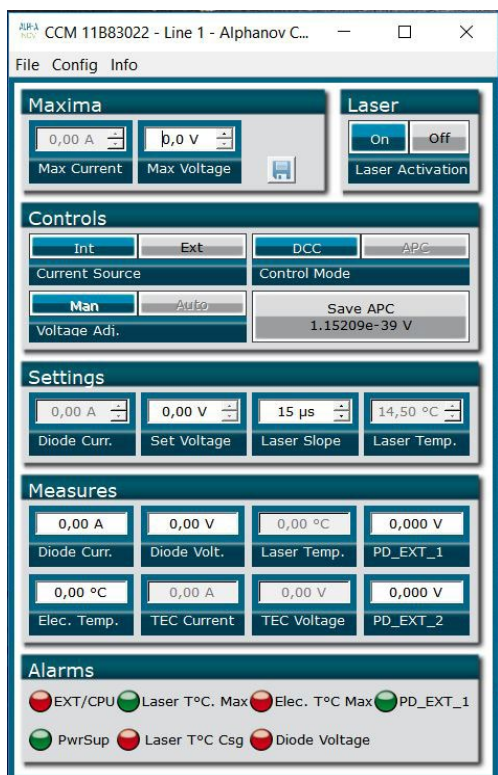 ALPhA NOV CCM 11B83022 - Line 1 - Alphanov C...
File Config Info
Maxima
0,00 A 0,0 V
Max Current Max Voltage
Laser
On Off
Laser Activation
Controls
Int Ext DCC APC
Current Source Control Mode
Man Auto Save APC
Voltage Adj. 1.15209e-39 V
Settings
0,00 A 0,00 V 15 µs 14,50 °C
Diode Curr. Set Voltage Laser Slope Laser Temp.
Measures
0,00 A 0,00 V 0,00 °C 0,000 V
Diode Curr. Diode Volt. Laser Temp. PD_EXT_1
0,00 °C 0,00 A 0,00 V 0,000 V
Elec. Temp. TEC Current TEC Voltage PD_EXT_2
Alarms
EXT/CPU Laser T°C. Max Elec. T°C Max PD_EXT_1
PwrSup Laser T°C Csg Diode Voltage